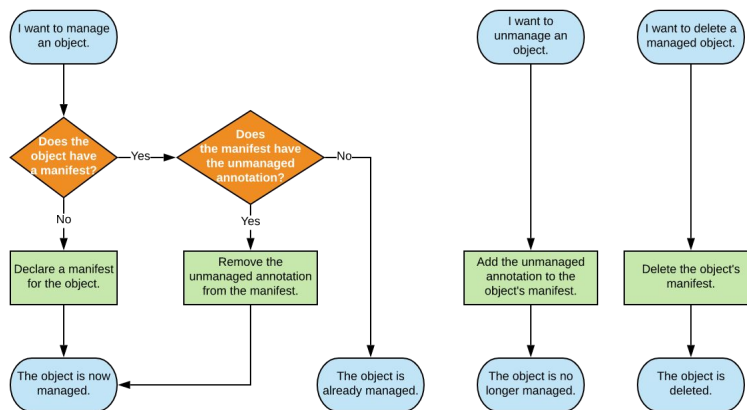 I want to manage
an object.
I want to
unmanage an
object.
I want to delete a
managed object.
Does the
object have
a manifest?
Yes
Does
the manifest have
the unmanaged
annotation?
No
No
Yes
Declare a manifest
for the object.
Remove the
unmanaged annotation
from the manifest.
Add the unmanaged
annotation to the
object's manifest.
Delete the object's
manifest.
The object is now
managed.
The object is
already managed.
The object is no
longer managed.
The object is
deleted.